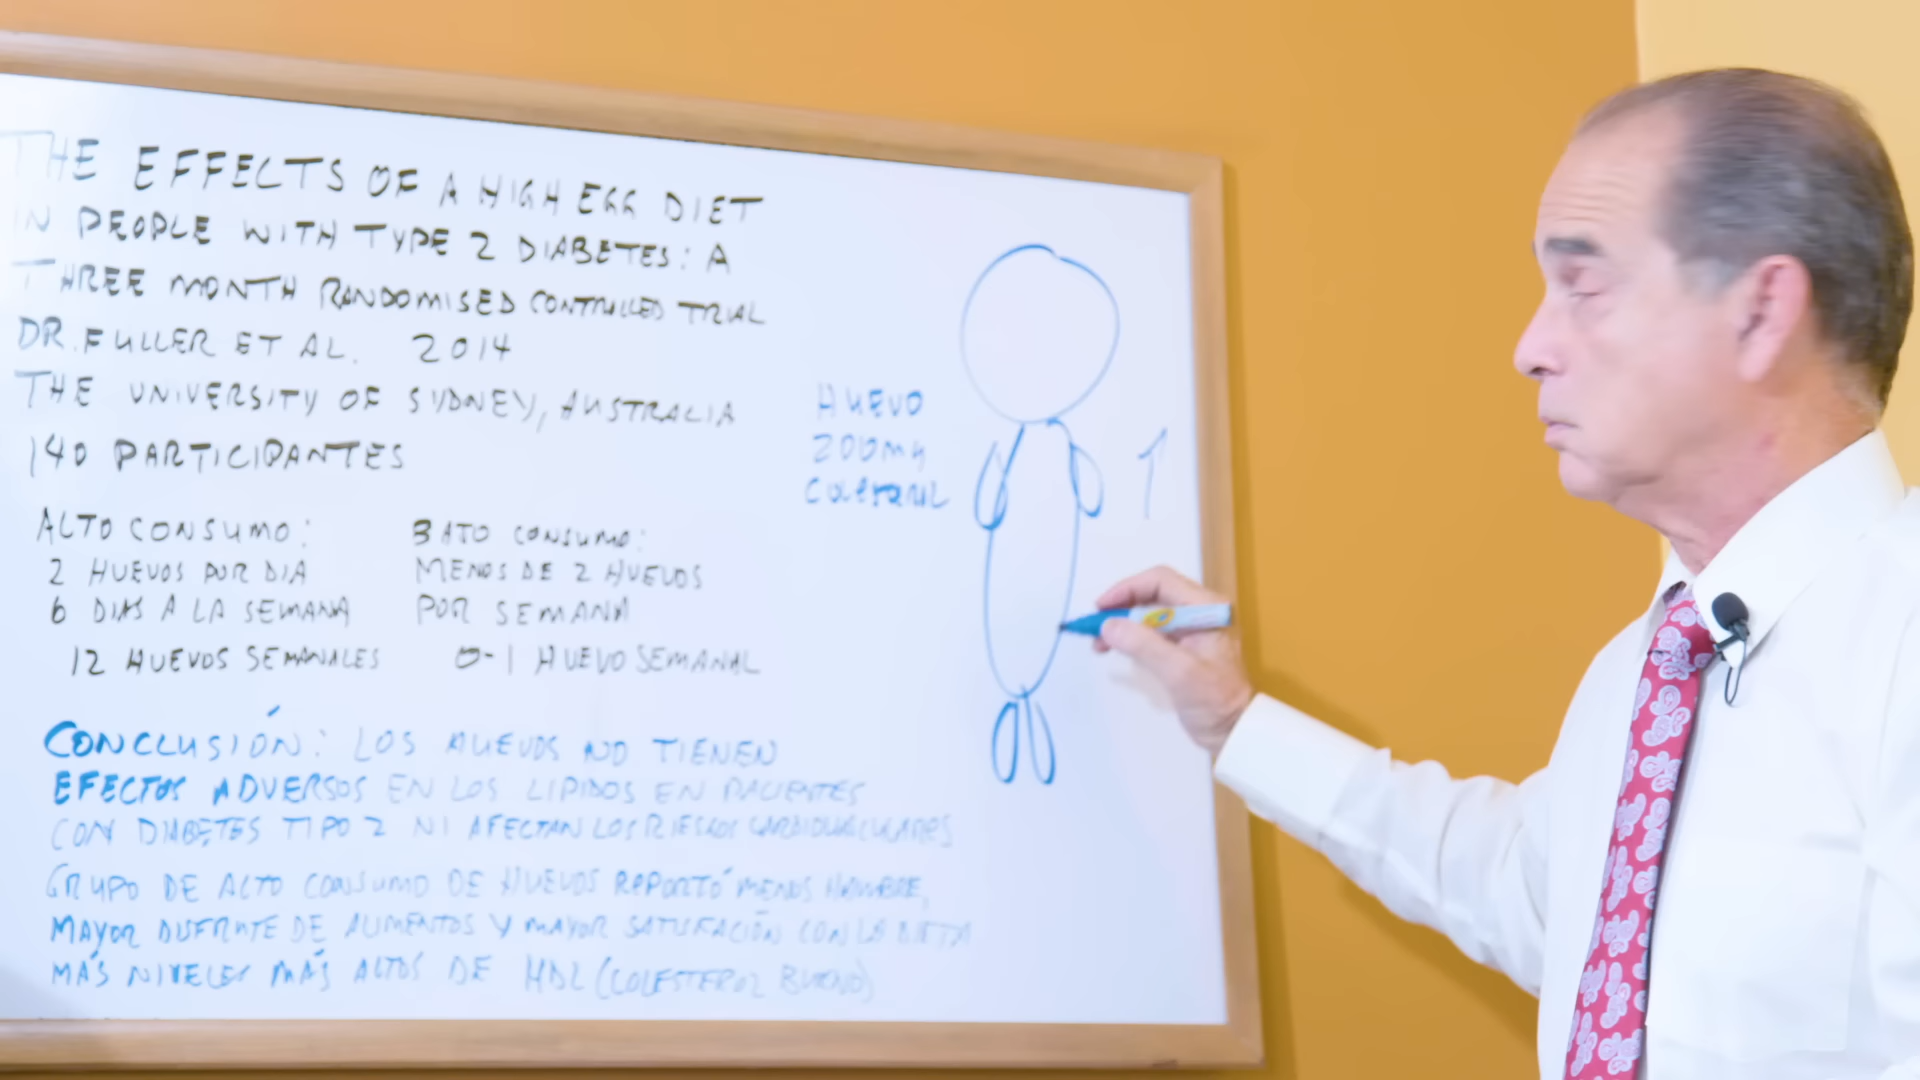 THE EFFECTS OF A HIGH EGG DIET
IN PEOPLE WITH TYPE 2 DIABETES: A
THREE MONTH RANDOMISED CONTROLLED TRIAL
DR. FULLER ET AL. 2014
THE UNIVERSITY OF SYDNEY, AUSTRALIA
140 PARTICIPANTES
ALTO CONSUMO:
2 HUEVOS POR DIA
6 DIAS A LA SEMANA
12 HUEVOS SEMANALES
BAJO CONSUMO:
MENOS DE 2 HUEVOS
POR SEMANA
0-1 HUEVO SEMANAL
HUEVO
200mg
COLESTEROL
CONCLUSIÓN: LOS HUEVOS NO TIENEN
EFECTOS ADVERSOS EN LOS LIPIDOS EN PACIENTES
CON DIABETES TIPO 2 NI AFECTAN LOS RIESGOS CARDIOVASCULARES
GRUPO DE ALTO CONSUMO DE HUEVOS REPORTÓ MENOS HAMBRE,
MAYOR DISFRUTE DE ALIMENTOS Y MAYOR SATISFACIÓN CON LA DIETA
MÁS NIVELES MÁS ALTOS DE HDL (COLESTEROL BUENO)